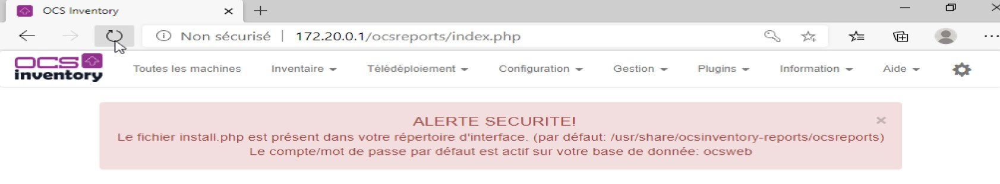 OCS Inventory
Non sécurisé | 172.20.0.1/ocsreports/index.php
OCS inventory
Toutes les machines Inventaire Télédéploiement Configuration Gestion Plugins Information Aide
ALERTE SECURITE!
Le fichier install.php est présent dans votre répertoire d'interface. (par défaut: /usr/share/ocsinventory-reports/ocsreports)
Le compte/mot de passe par défaut est actif sur votre base de donnée: ocsweb